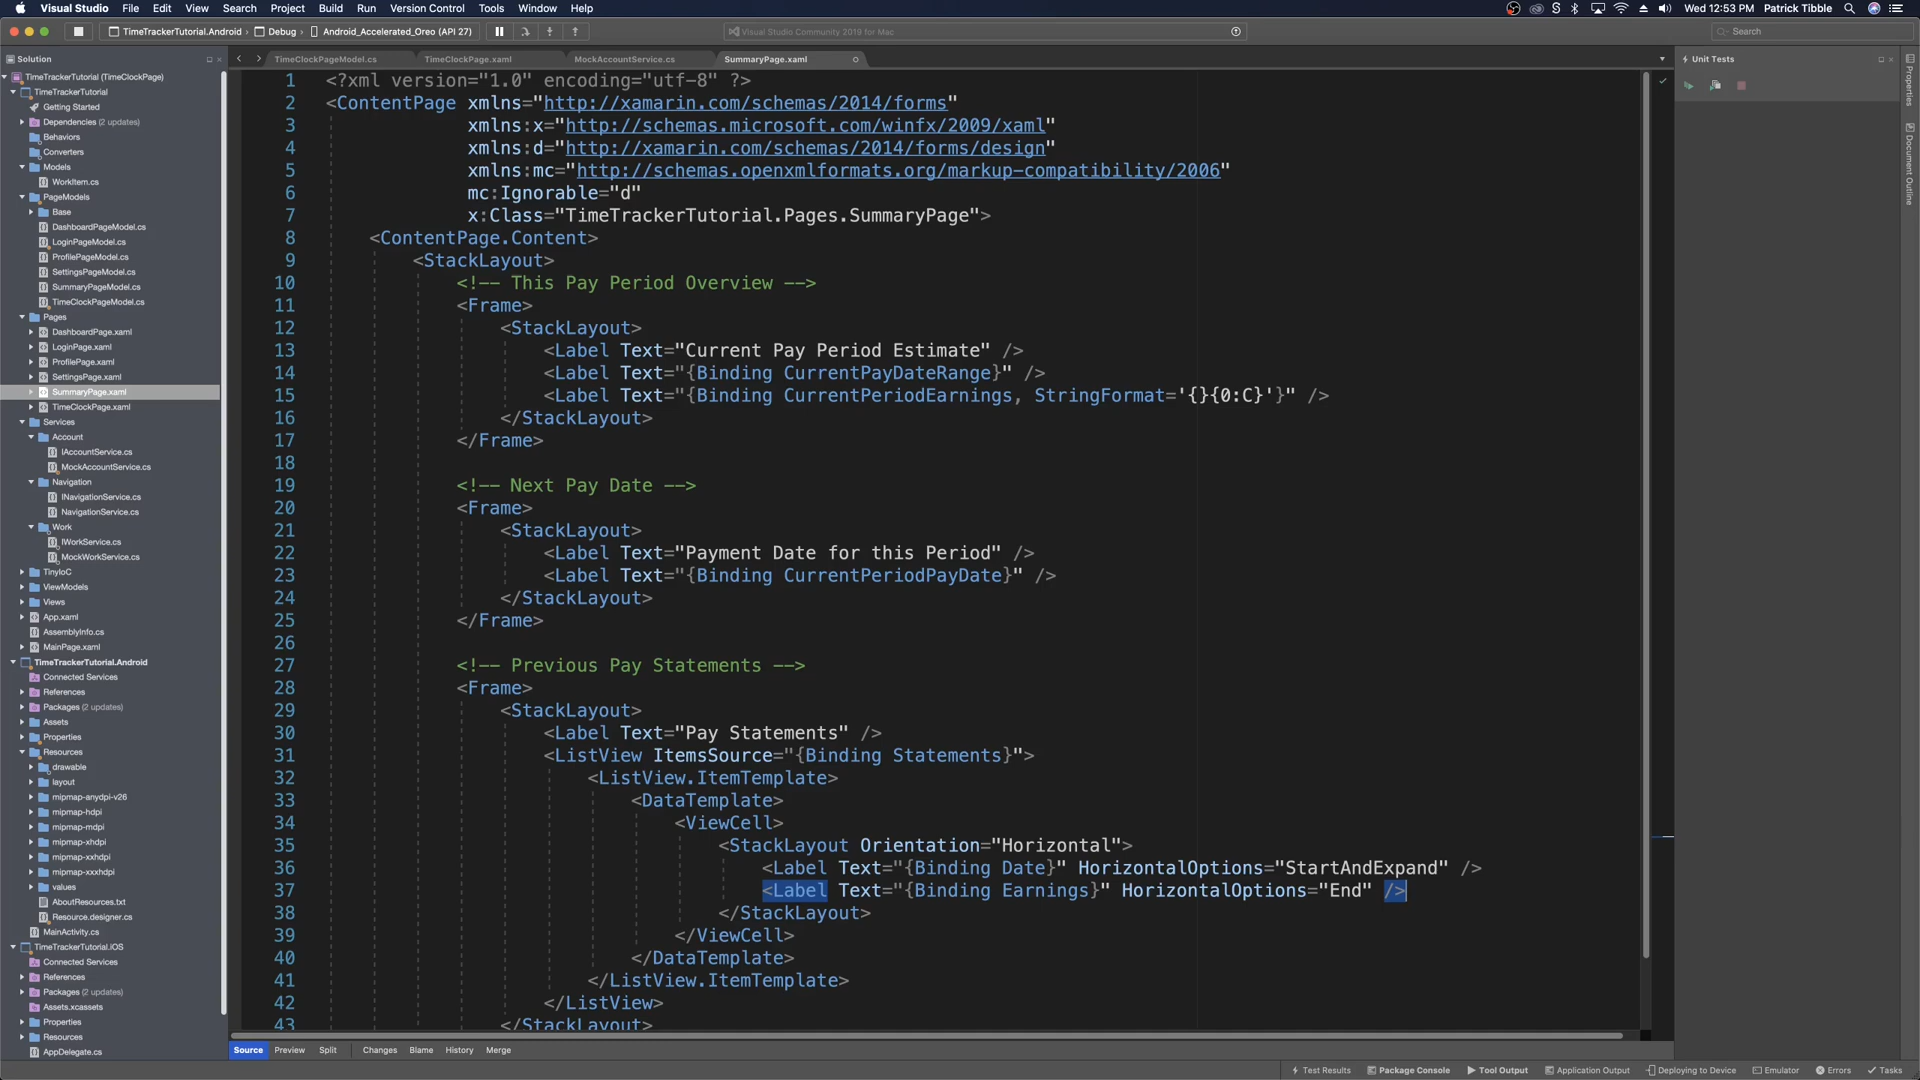 Visual Studio File Edit View Search Project Build Run Version Control Tools Window Help Wed 12:53 PM Patrick Tibble
TimeTrackerTutorial.Android Debug Android_Accelerated_Oreo (API 27) Visual Studio Community 2019 for Mac Search
Solution
TimeTrackerTutorial (TimeClockPage)
TimeTrackerTutorial
Getting Started
Dependencies (2 updates)
Behaviors
Converters
Models
WorkItem.cs
PageModels
Base
DashboardPageModel.cs
LoginPageModel.cs
ProfilePageModel.cs
SettingsPageModel.cs
SummaryPageModel.cs
TimeClockPageModel.cs
Pages
DashboardPage.xaml
LoginPage.xaml
ProfilePage.xaml
SettingsPage.xaml
SummaryPage.xaml
TimeClockPage.xaml
Services
Account
IAccountService.cs
MockAccountService.cs
Navigation
INavigationService.cs
NavigationService.cs
Work
IWorkService.cs
MockWorkService.cs
TinyIoC
ViewModels
Views
App.xaml
AssemblyInfo.cs
MainPage.xaml
TimeTrackerTutorial.Android
Connected Services
References
Packages (2 updates)
Assets
Properties
Resources
drawable
layout
mipmap-anydpi-v26
mipmap-hdpi
mipmap-mdpi
mipmap-xhdpi
mipmap-xxhdpi
mipmap-xxxhdpi
values
AboutResources.txt
Resource.designer.cs
MainActivity.cs
TimeTrackerTutorial.iOS
Connected Services
References
Packages (2 updates)
Assets.xcassets
Properties
Resources
AppDelegate.cs
TimeClockPageModel.cs TimeClockPage.xaml MockAccountService.cs SummaryPage.xaml
1 <?xml version="1.0" encoding="utf-8" ?>
2 <ContentPage xmlns="http://xamarin.com/schemas/2014/forms"
3 xmlns:x="http://schemas.microsoft.com/winfx/2009/xaml"
4 xmlns:d="http://xamarin.com/schemas/2014/forms/design"
5 xmlns:mc="http://schemas.openxmlformats.org/markup-compatibility/2006"
6 mc:Ignorable="d"
7 x:Class="TimeTrackerTutorial.Pages.SummaryPage">
8 <ContentPage.Content>
9 <StackLayout>
10 <!-- This Pay Period Overview -->
11 <Frame>
12 <StackLayout>
13 <Label Text="Current Pay Period Estimate" />
14 <Label Text="{Binding CurrentPayDateRange}" />
15 <Label Text="{Binding CurrentPeriodEarnings, StringFormat='{}{0:C}'}" />
16 </StackLayout>
17 </Frame>
18
19 <!-- Next Pay Date -->
20 <Frame>
21 <StackLayout>
22 <Label Text="Payment Date for this Period" />
23 <Label Text="{Binding CurrentPeriodPayDate}" />
24 </StackLayout>
25 </Frame>
26
27 <!-- Previous Pay Statements -->
28 <Frame>
29 <StackLayout>
30 <Label Text="Pay Statements" />
31 <ListView ItemsSource="{Binding Statements}">
32 <ListView.ItemTemplate>
33 <DataTemplate>
34 <ViewCell>
35 <StackLayout Orientation="Horizontal">
36 <Label Text="{Binding Date}" HorizontalOptions="StartAndExpand" />
37 <Label Text="{Binding Earnings}" HorizontalOptions="End" />
38 </StackLayout>
39 </ViewCell>
40 </DataTemplate>
41 </ListView.ItemTemplate>
42 </ListView>
43 </StackLayout>
Source Preview Split Changes Blame History Merge
Unit Tests
Properties
Document Outline
Test Results Package Console Tool Output Application Output Deploying to Device Emulator Errors Tasks